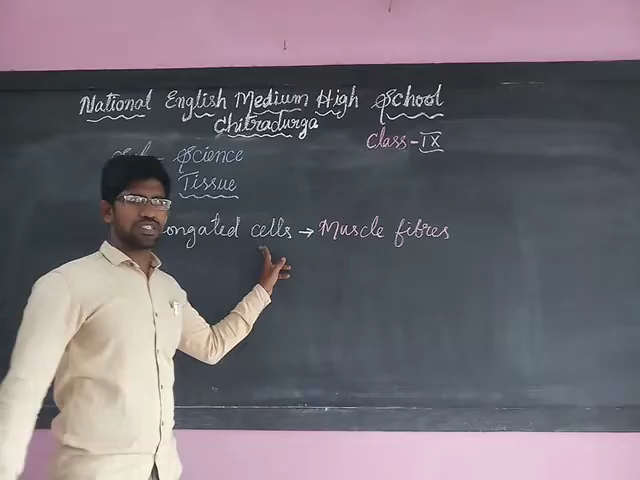 National English Medium High School
Chitradurga
Class-IX
Science
Tissue
ongated cells → Muscle fibres